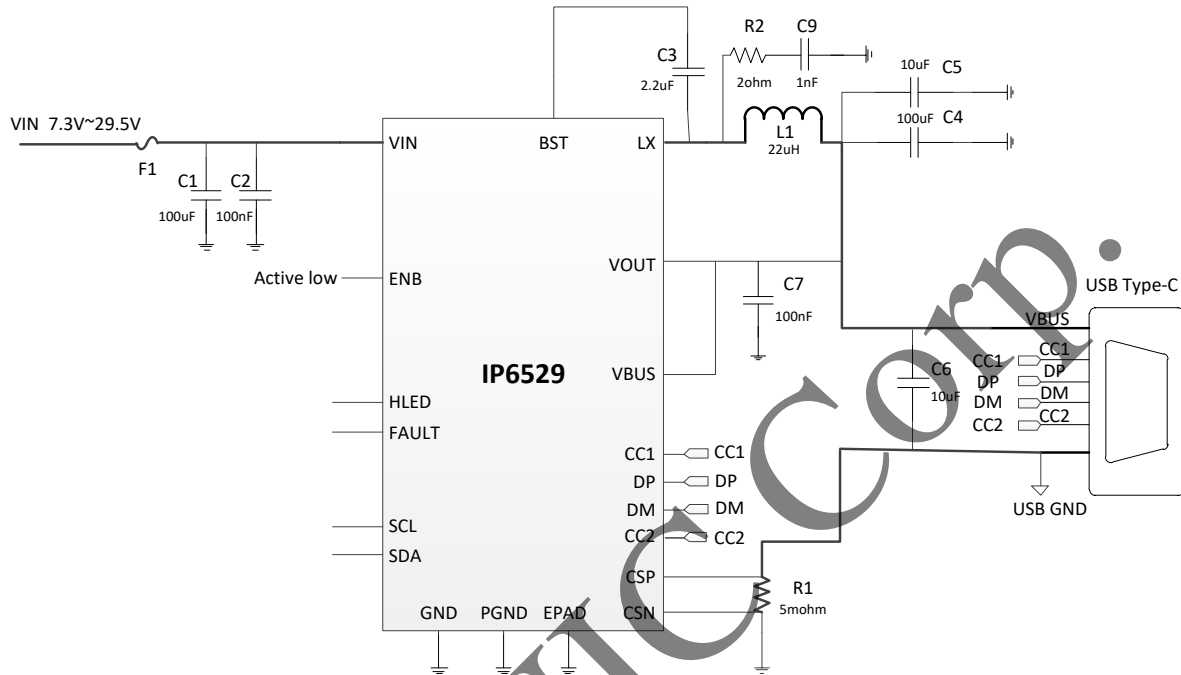 R2
C9
C3
2.2uF
2ohm
1nF
10uF
C5
100uF
C4
VIN 7.3V~29.5V
F1
C1
100uF
C2
100nF
VIN
BST
LX
L1
22uH
Active low
ENB
VOUT
C7
100nF
USB Type-C
VBUS
IP6529
VBUS
C6
10uF
CC1
CC1
DP
DP
DM
DM
CC2
CC2
HLED
FAULT
CC1
CC1
DP
DP
DM
DM
CC2
CC2
USB GND
SCL
SDA
CSP
CSN
R1
5mohm
GND
PGND
EPAD
Corp.